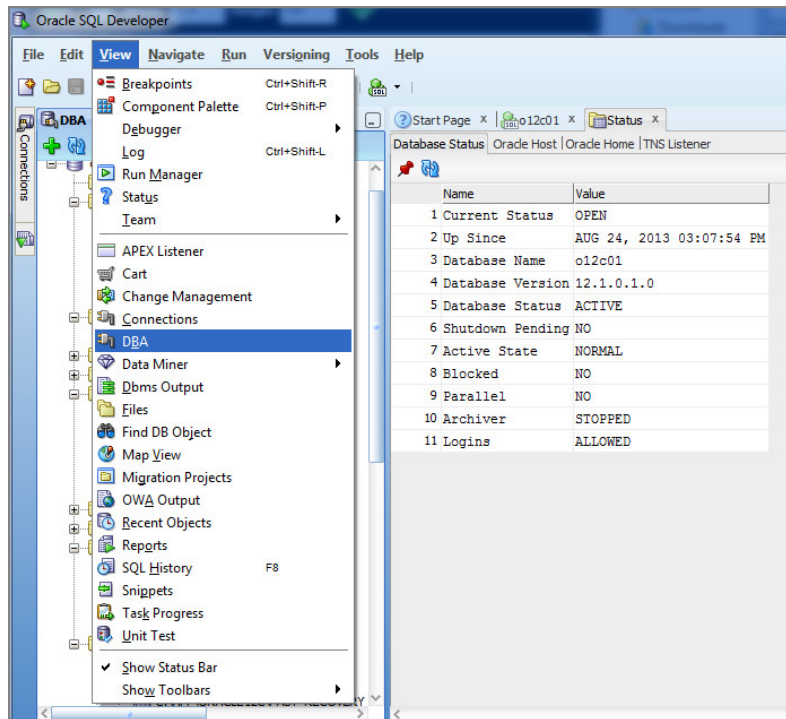 Oracle SQL Developer
File Edit View Navigate Run Versioning Tools Help
Connections
DBA
Breakpoints Ctrl+Shift-R
Component Palette Ctrl+Shift-P
Debugger
Log Ctrl+Shift-L
Run Manager
Status
Team
APEX Listener
Cart
Change Management
Connections
DBA
Data Miner
Dbms Output
Files
Find DB Object
Map View
Migration Projects
OWA Output
Recent Objects
Reports
SQL History F8
Snippets
Task Progress
Unit Test
Show Status Bar
Show Toolbars
Start Page o12c01 Status
Database Status Oracle Host Oracle Home TNS Listener
Name Value
1 Current Status OPEN
2 Up Since AUG 24, 2013 03:07:54 PM
3 Database Name o12c01
4 Database Version 12.1.0.1.0
5 Database Status ACTIVE
6 Shutdown Pending NO
7 Active State NORMAL
8 Blocked NO
9 Parallel NO
10 Archiver STOPPED
11 Logins ALLOWED